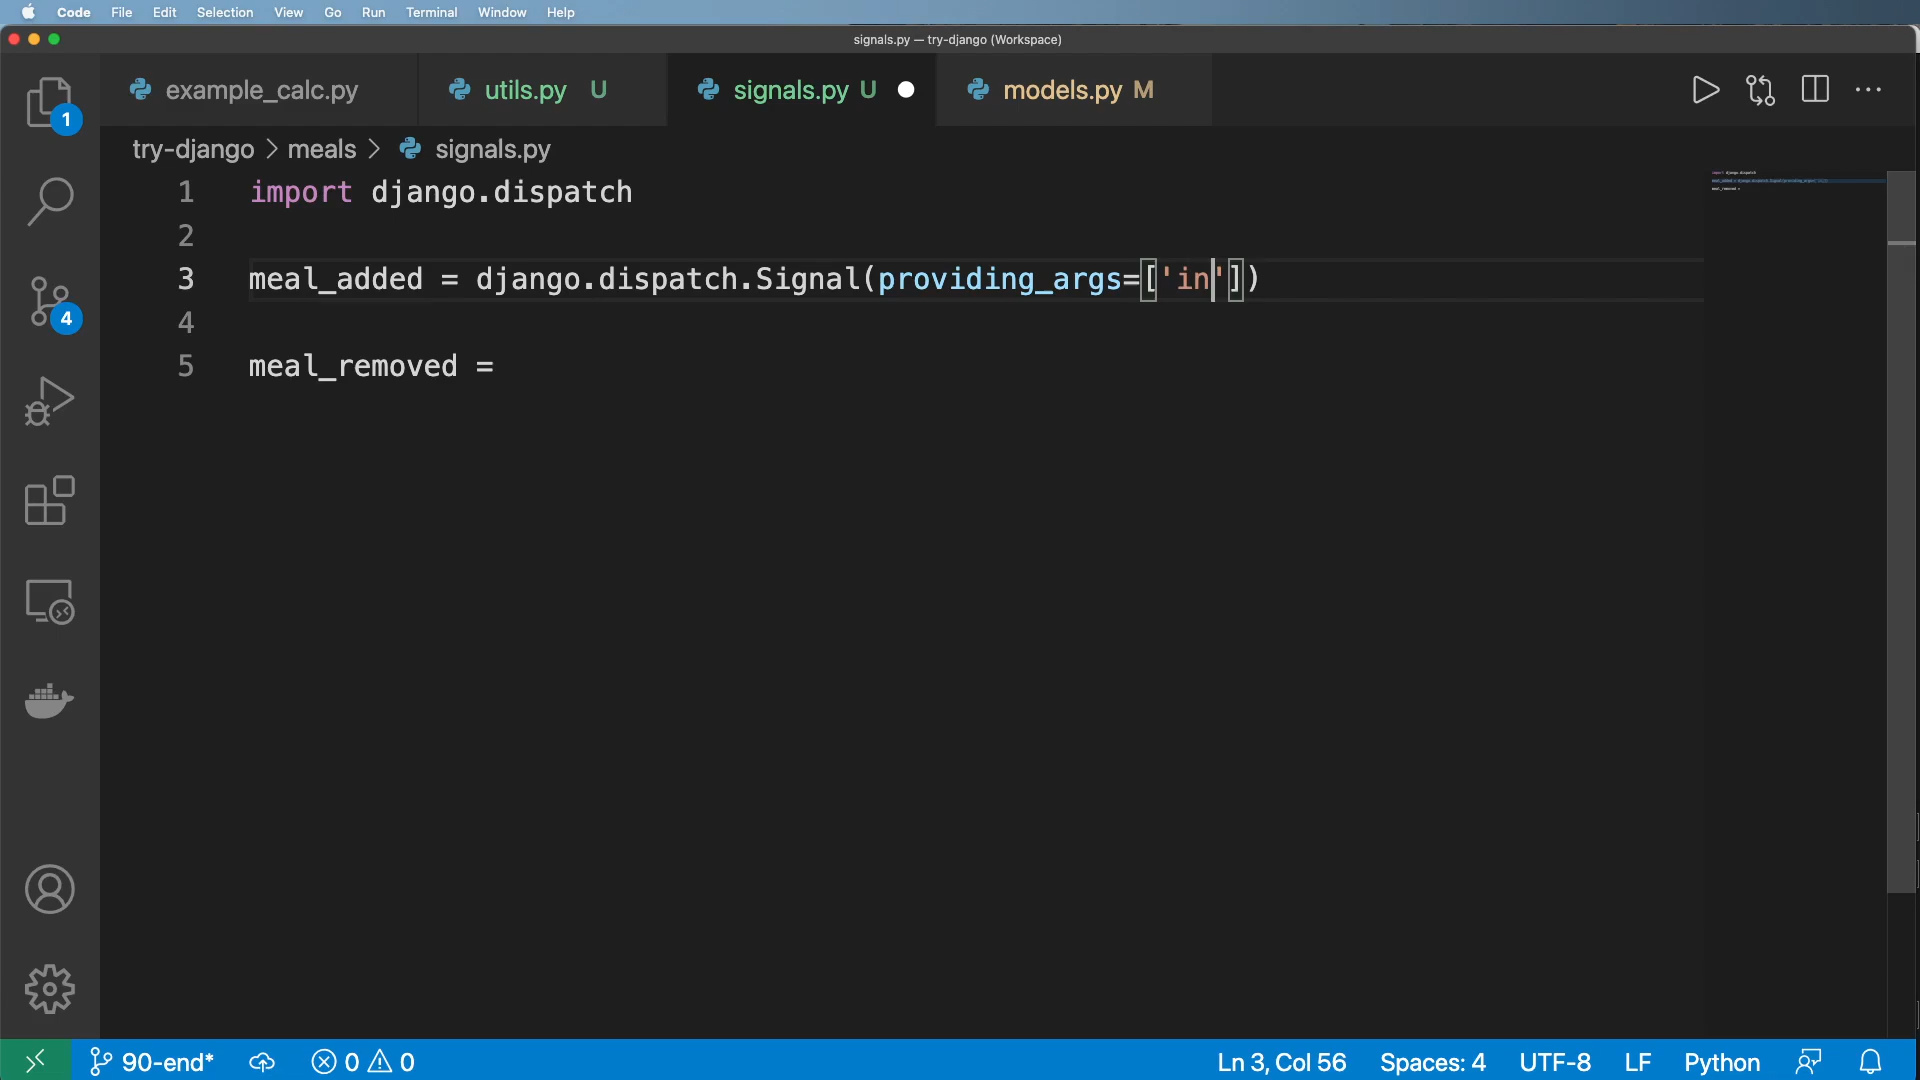 Code File Edit Selection View Go Run Terminal Window Help
signals.py — try-django (Workspace)
example_calc.py utils.py U signals.py U models.py M
try-django > meals > signals.py
1 import django.dispatch
2
3 meal_added = django.dispatch.Signal(providing_args=['in'])
4
5 meal_removed =
1
4
90-end* 0 0 Ln 3, Col 56 Spaces: 4 UTF-8 LF Python